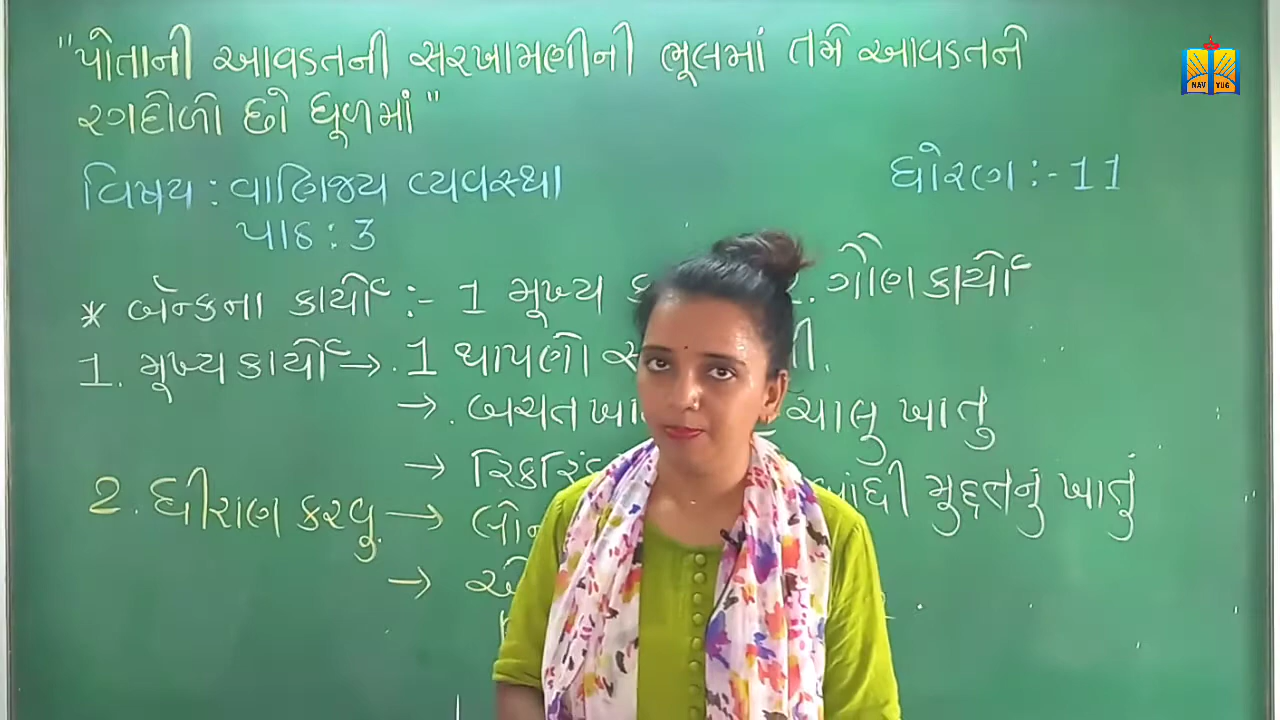 "પોતાની આવડતની સરખામણીની ભૂલમાં તમે આવડતને
રગદોળો છો ધૂળમાં"
NAV YUG
વિષય : વાણિજ્ય વ્યવસ્થા
ધોરણ :- 11
પાઠ : 3
* બૅન્કના કાર્યો :- 1 મૂખ્ય 2. ગૌણ કાર્યો
1. મૂખ્ય કાર્યો → . 1 થાપણો
→ . બચત ચાલુ ખાતુ
→ બાંધી મુદ્દતનું ખાતું
2. ધીરાણ કરવુ →
→